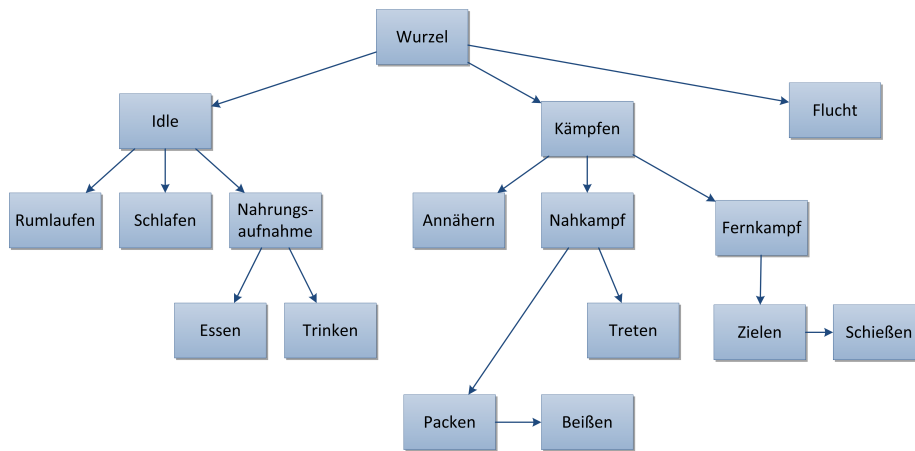 Wurzel
Idle
Kämpfen
Flucht
Rumlaufen
Schlafen
Nahrungs-
aufnahme
Annähern
Nahkampf
Fernkampf
Essen
Trinken
Treten
Zielen
Schießen
Packen
Beißen